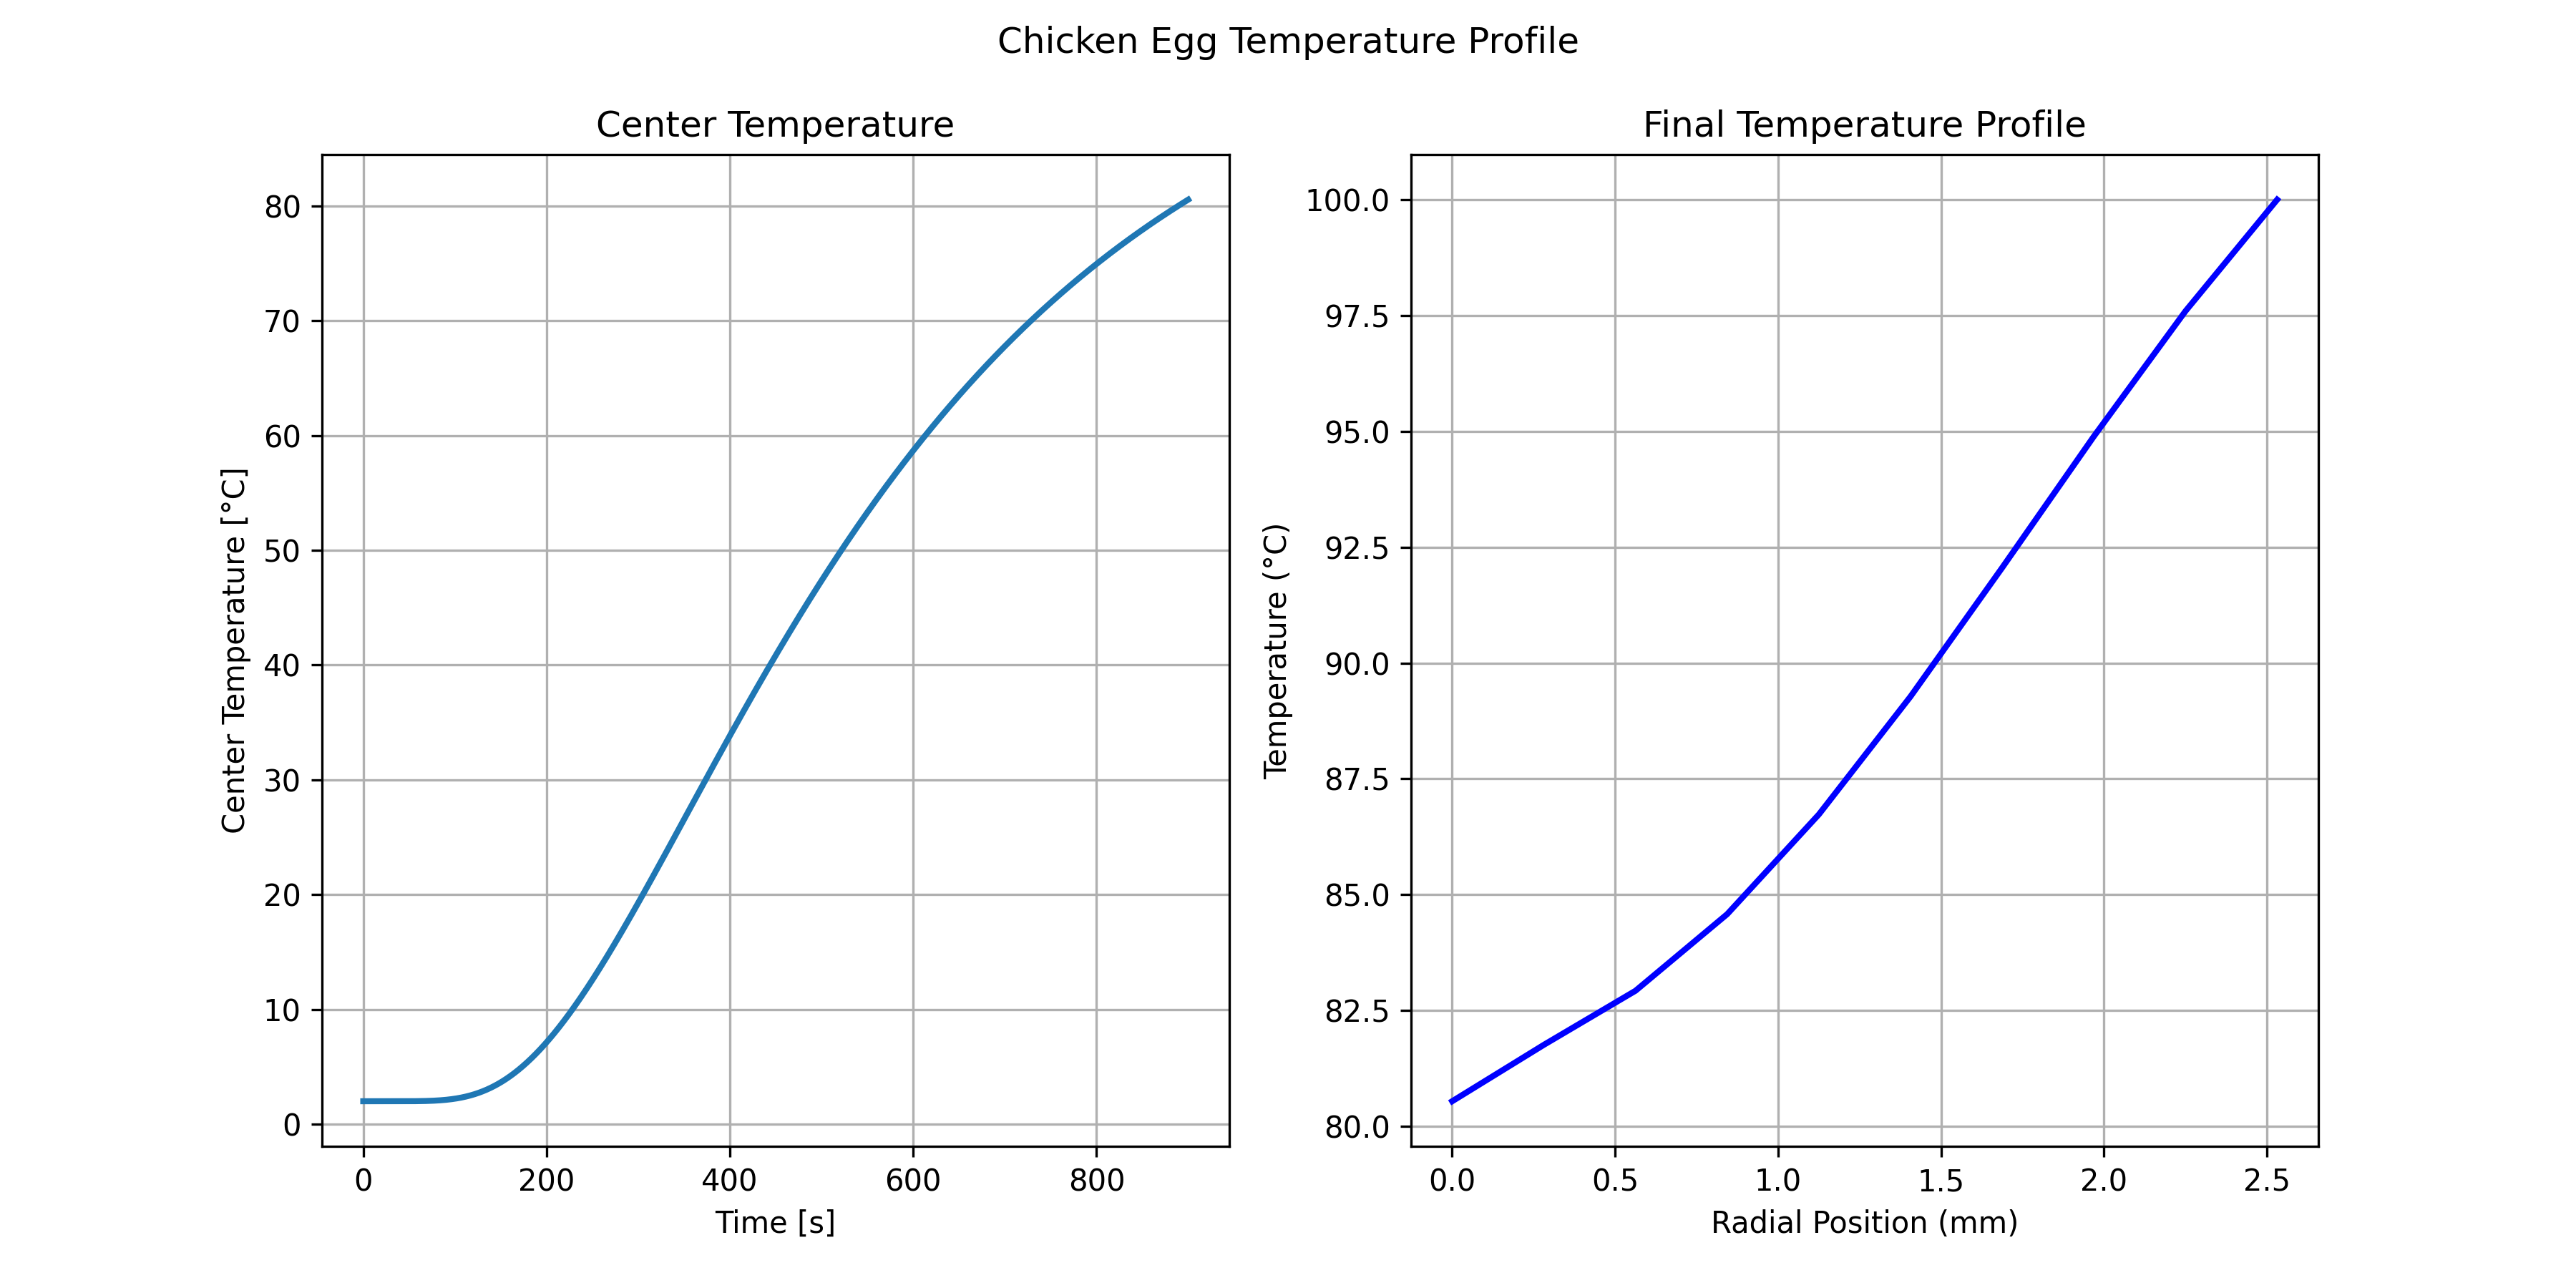 Chicken Egg Temperature Profile
Center Temperature
Center Temperature [°C]
80
70
60
50
40
30
20
10
0
0 200 400 600 800
Time [s]
Final Temperature Profile
Temperature (°C)
100.0
97.5
95.0
92.5
90.0
87.5
85.0
82.5
80.0
0.0 0.5 1.0 1.5 2.0 2.5
Radial Position (mm)